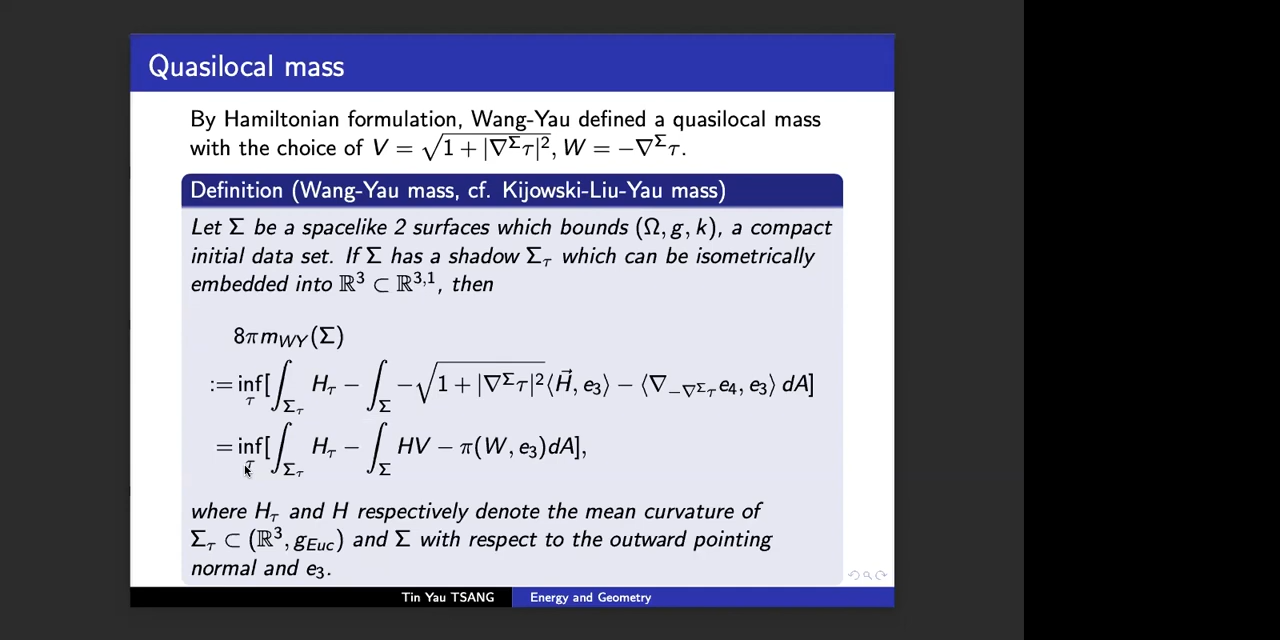 Quasilocal mass
By Hamiltonian formulation, Wang-Yau defined a quasilocal mass
with the choice of V = √(1 + |∇^Σ τ|²), W = −∇^Σ τ.
Definition (Wang-Yau mass, cf. Kijowski-Liu-Yau mass)
Let Σ be a spacelike 2 surfaces which bounds (Ω, g, k), a compact
initial data set. If Σ has a shadow Σ_τ which can be isometrically
embedded into ℝ³ ⊂ ℝ^{3,1}, then
8πm_{WY}(Σ)
:= inf_τ [∫_{Σ_τ} H_τ − ∫_Σ −√(1 + |∇^Σ τ|²)⟨H⃗, e₃⟩ − ⟨∇_{−∇^Σ τ} e₄, e₃⟩ dA]
= inf_τ [∫_{Σ_τ} H_τ − ∫_Σ HV − π(W, e₃)dA],
where H_τ and H respectively denote the mean curvature of
Σ_τ ⊂ (ℝ³, g_{Euc}) and Σ with respect to the outward pointing
normal and e₃.
Tin Yau TSANG Energy and Geometry